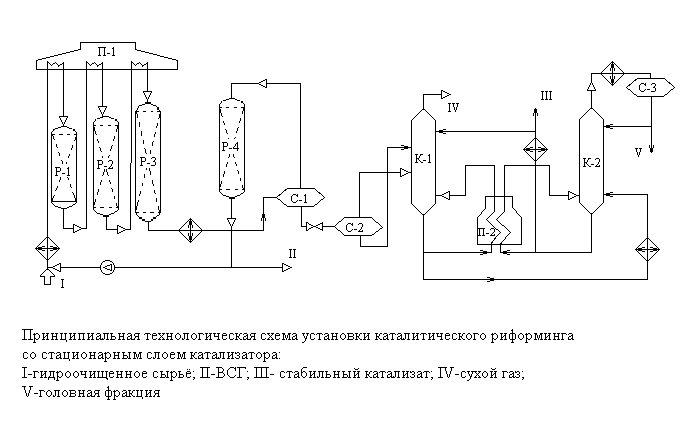 П-1
Р-1
Р-2
Р-3
Р-4
С-1
С-2
К-1
К-2
С-3
П-2
I
II
III
IV
V
Принципиальная технологическая схема установки каталитического риформинга
со стационарным слоем катализатора:
I-гидроочищенное сырьё; II-ВСГ; III- стабильный катализат; IV-сухой газ;
V-головная фракция